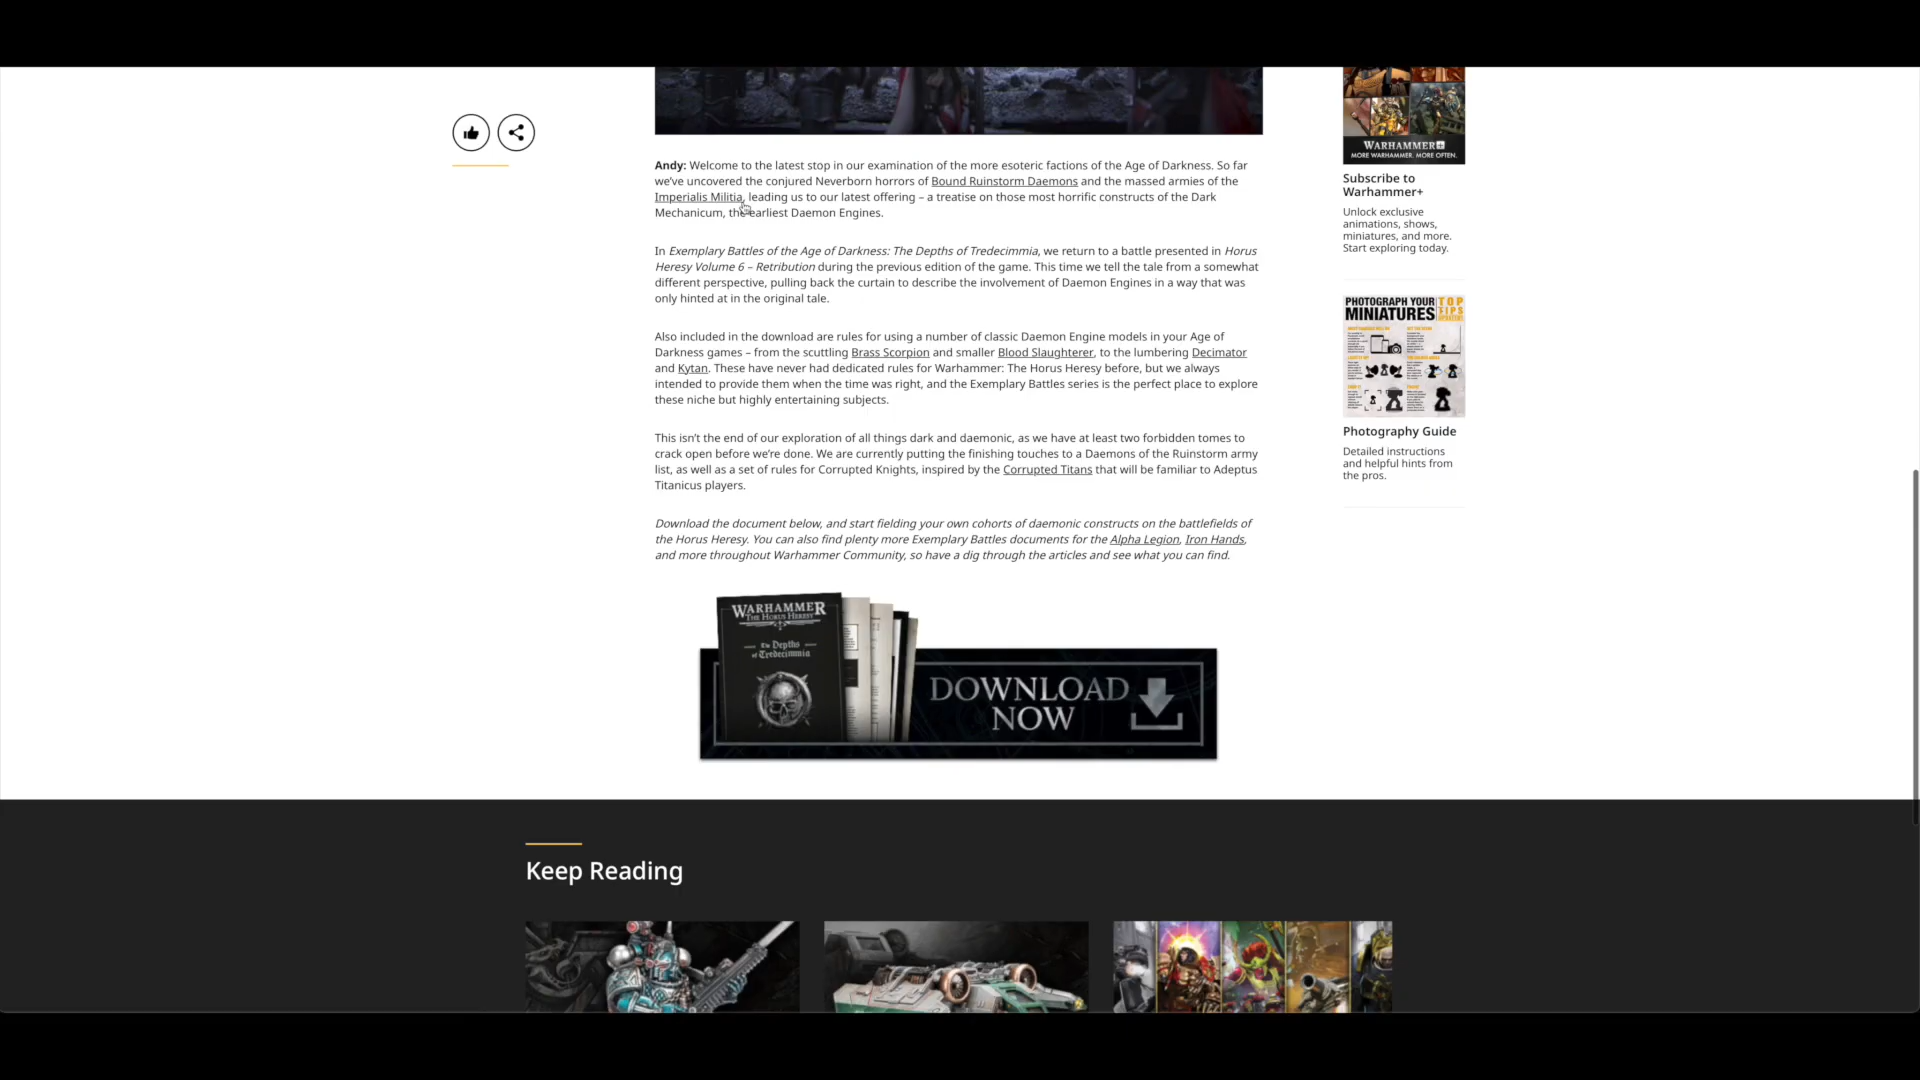 Andy: Welcome to the latest stop in our examination of the more esoteric factions of the Age of Darkness. So far
we've uncovered the conjured Neverborn horrors of Bound Ruinstorm Daemons and the massed armies of the
Imperialis Militia, leading us to our latest offering – a treatise on those most horrific constructs of the Dark
Mechanicum, the earliest Daemon Engines.
In Exemplary Battles of the Age of Darkness: The Depths of Tredecimmia, we return to a battle presented in Horus
Heresy Volume 6 – Retribution during the previous edition of the game. This time we tell the tale from a somewhat
different perspective, pulling back the curtain to describe the involvement of Daemon Engines in a way that was
only hinted at in the original tale.
Also included in the download are rules for using a number of classic Daemon Engine models in your Age of
Darkness games – from the scuttling Brass Scorpion and smaller Blood Slaughterer, to the lumbering Decimator
and Kytan. These have never had dedicated rules for Warhammer: The Horus Heresy before, but we always
intended to provide them when the time was right, and the Exemplary Battles series is the perfect place to explore
these niche but highly entertaining subjects.
This isn't the end of our exploration of all things dark and daemonic, as we have at least two forbidden tomes to
crack open before we're done. We are currently putting the finishing touches to a Daemons of the Ruinstorm army
list, as well as a set of rules for Corrupted Knights, inspired by the Corrupted Titans that will be familiar to Adeptus
Titanicus players.
Download the document below, and start fielding your own cohorts of daemonic constructs on the battlefields of
the Horus Heresy. You can also find plenty more Exemplary Battles documents for the Alpha Legion, Iron Hands,
and more throughout Warhammer Community, so have a dig through the articles and see what you can find.
WARHAMMER
THE HORUS HERESY
The Depths
of Tredecimmia
DOWNLOAD
NOW
WARHAMMER+
MORE WARHAMMER. MORE OFTEN.
Subscribe to
Warhammer+
Unlock exclusive
animations, shows,
miniatures, and more.
Start exploring today.
PHOTOGRAPH YOUR
MINIATURES
TOP
TIPS
Photography Guide
Detailed instructions
and helpful hints from
the pros.
Keep Reading